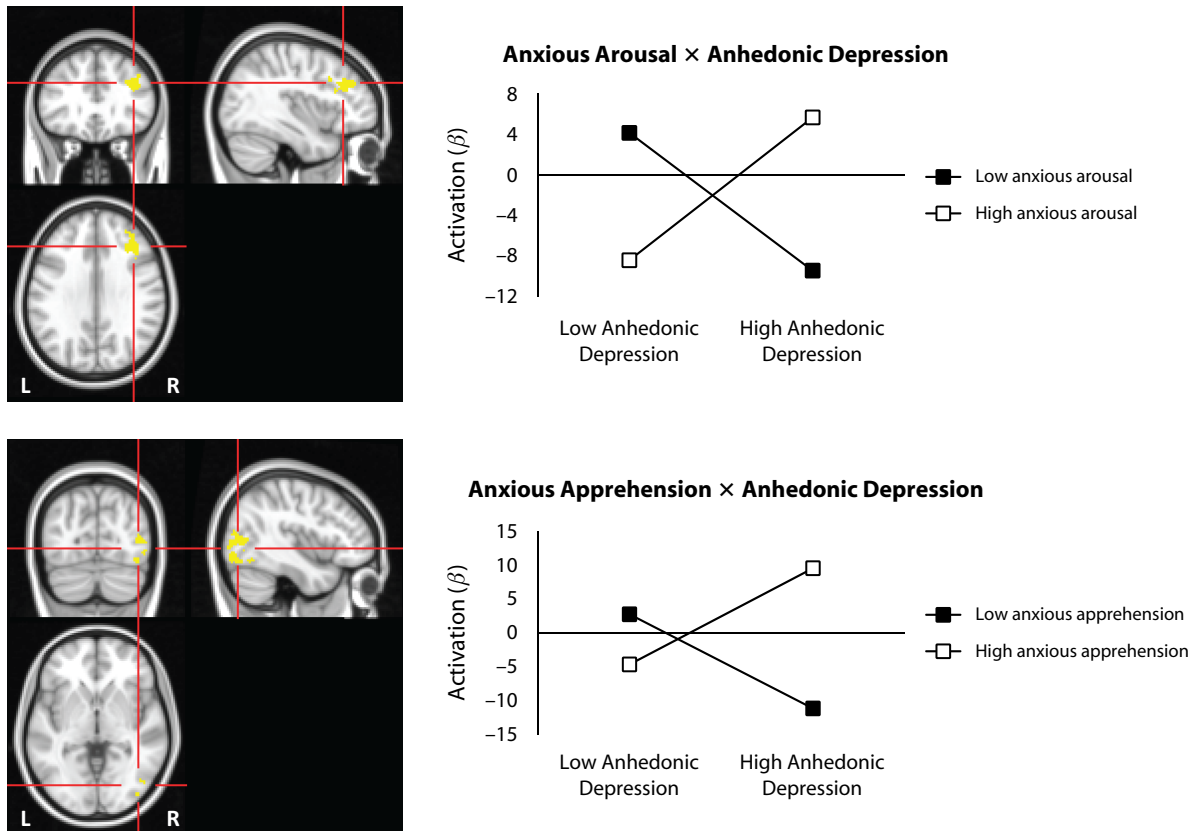 Anxious Arousal × Anhedonic Depression
8
4
0
–4
–8
–12
Activation (β)
Low Anhedonic
Depression
High Anhedonic
Depression
Low anxious arousal
High anxious arousal
L R
Anxious Apprehension × Anhedonic Depression
15
10
5
0
–5
–10
–15
Activation (β)
Low Anhedonic
Depression
High Anhedonic
Depression
Low anxious apprehension
High anxious apprehension
L R